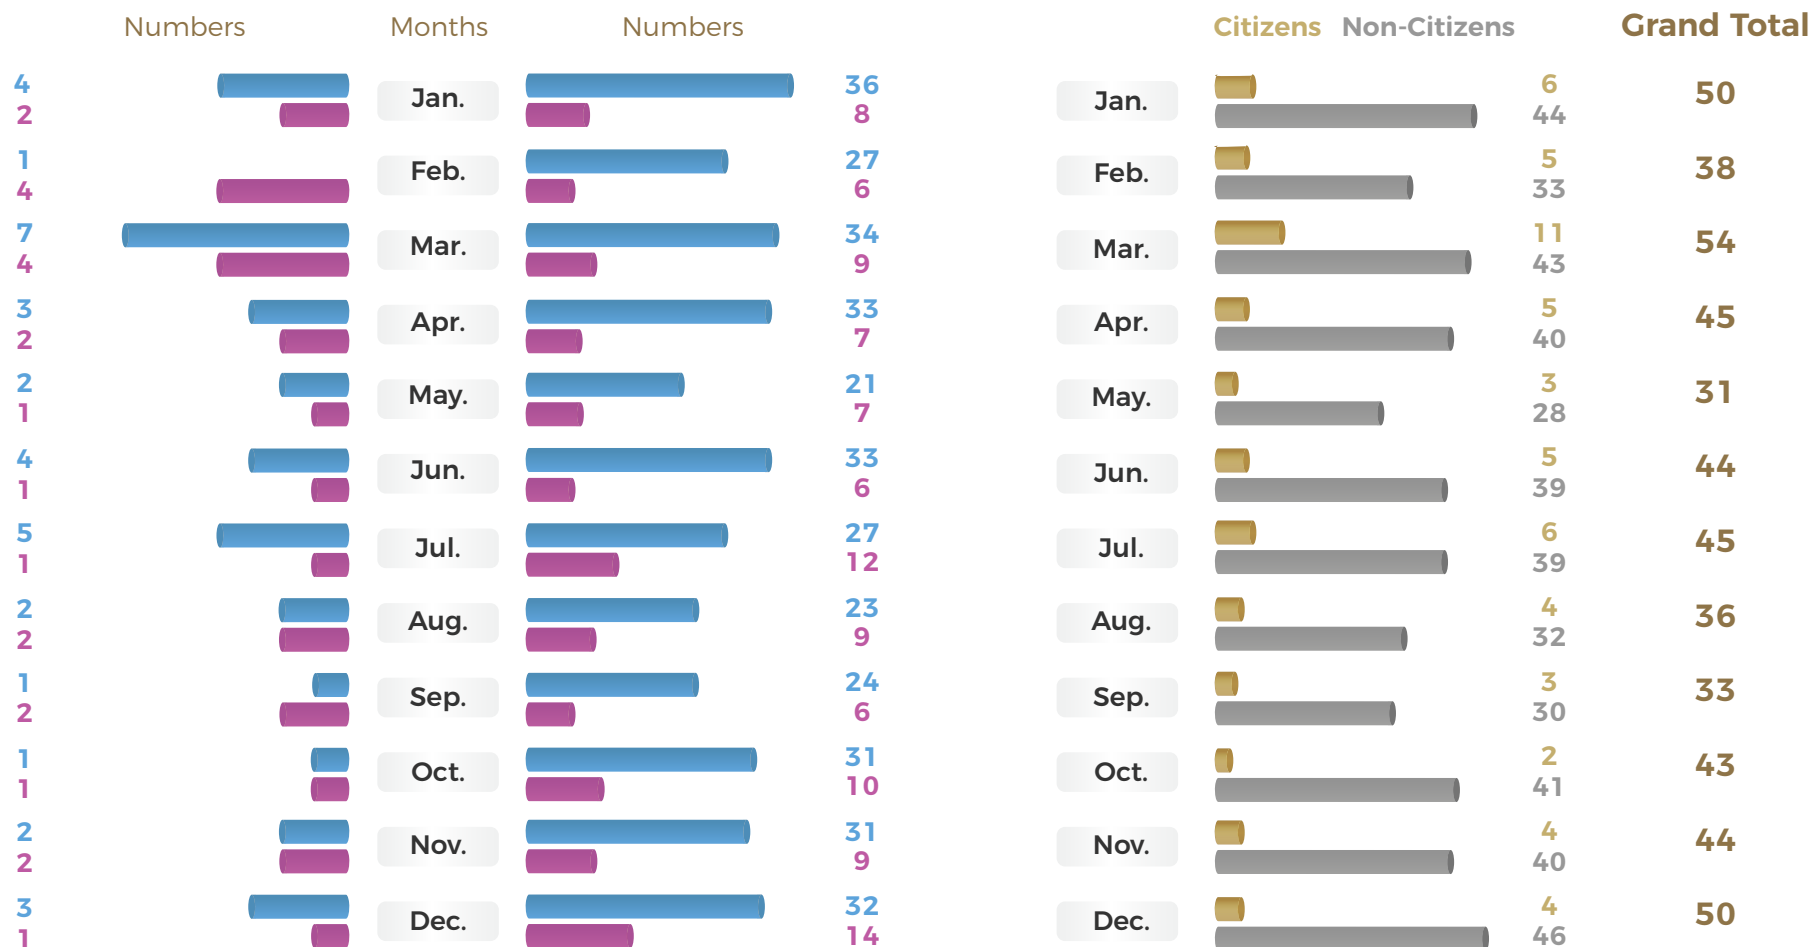 Numbers Months Numbers Citizens Non-Citizens Grand Total
4 Jan. 36 Jan. 6 50
2 8 44
1 Feb. 27 Feb. 5 38
4 6 33
7 Mar. 34 Mar. 11 54
4 9 43
3 Apr. 33 Apr. 5 45
2 7 40
2 May. 21 May. 3 31
1 7 28
4 Jun. 33 Jun. 5 44
1 6 39
5 Jul. 27 Jul. 6 45
1 12 39
2 Aug. 23 Aug. 4 36
2 9 32
1 Sep. 24 Sep. 3 33
2 6 30
1 Oct. 31 Oct. 2 43
1 10 41
2 Nov. 31 Nov. 4 44
2 9 40
3 Dec. 32 Dec. 4 50
1 14 46